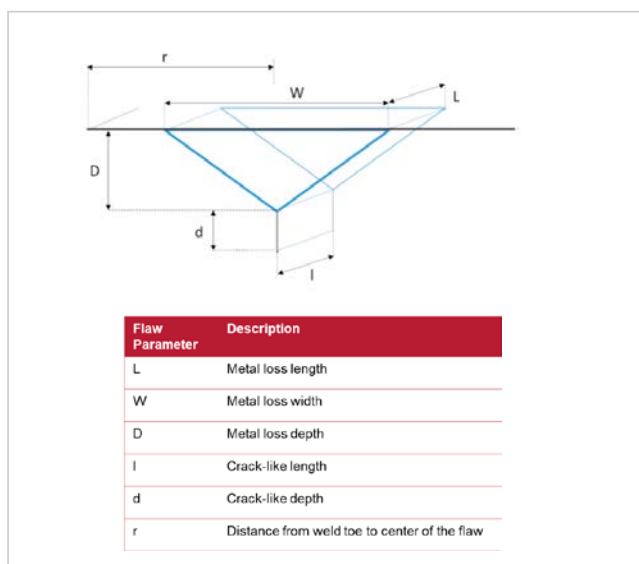 r
W
L
D
d
l
Flaw Parameter Description
L Metal loss length
W Metal loss width
D Metal loss depth
l Crack-like length
d Crack-like depth
r Distance from weld toe to center of the flaw